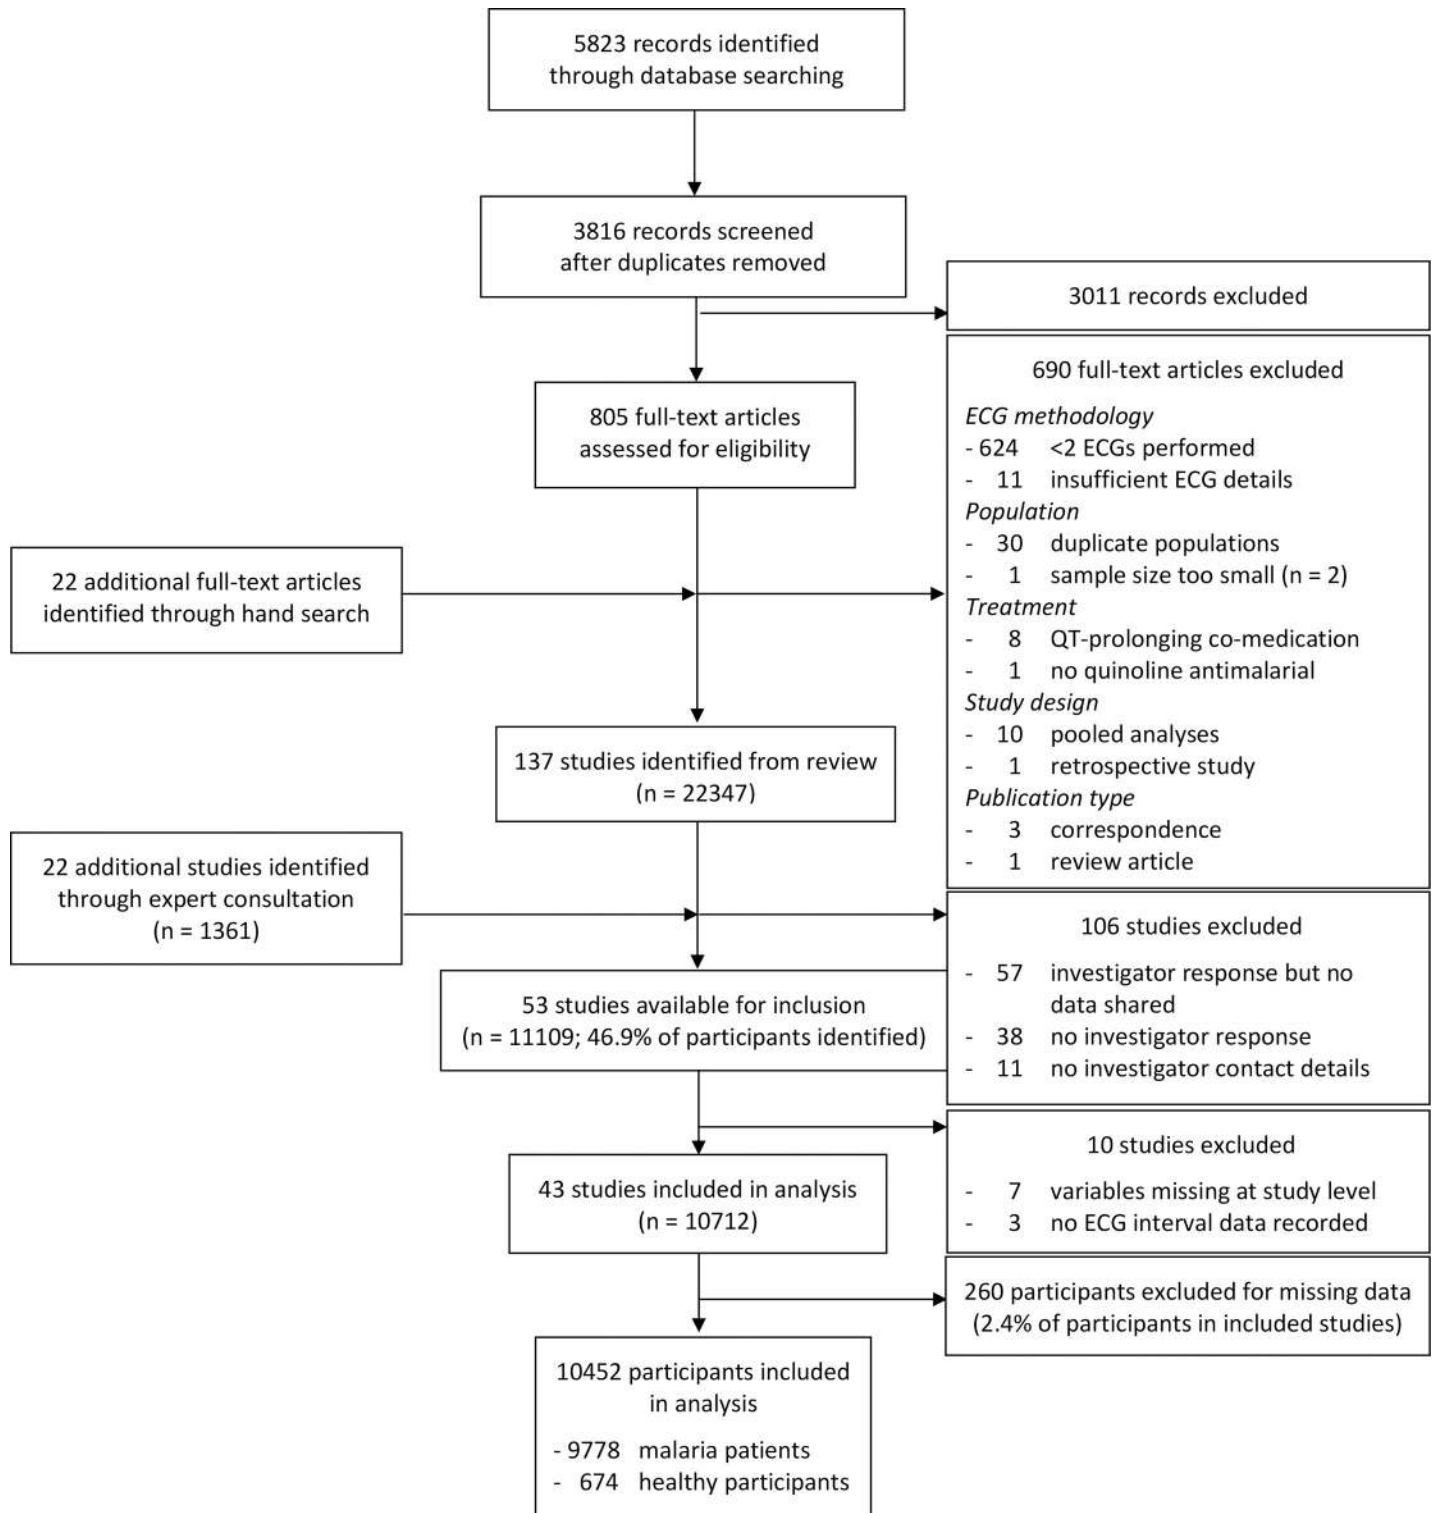 5823 records identified
through database searching
3816 records screened
after duplicates removed
3011 records excluded
805 full-text articles
assessed for eligibility
690 full-text articles excluded
ECG methodology
- 624 <2 ECGs performed
- 11 insufficient ECG details
Population
- 30 duplicate populations
- 1 sample size too small (n = 2)
Treatment
- 8 QT-prolonging co-medication
- 1 no quinoline antimalarial
Study design
- 10 pooled analyses
- 1 retrospective study
Publication type
- 3 correspondence
- 1 review article
22 additional full-text articles
identified through hand search
137 studies identified from review
(n = 22347)
22 additional studies identified
through expert consultation
(n = 1361)
106 studies excluded
- 57 investigator response but no
data shared
- 38 no investigator response
- 11 no investigator contact details
53 studies available for inclusion
(n = 11109; 46.9% of participants identified)
10 studies excluded
- 7 variables missing at study level
- 3 no ECG interval data recorded
43 studies included in analysis
(n = 10712)
260 participants excluded for missing data
(2.4% of participants in included studies)
10452 participants included
in analysis
- 9778 malaria patients
- 674 healthy participants